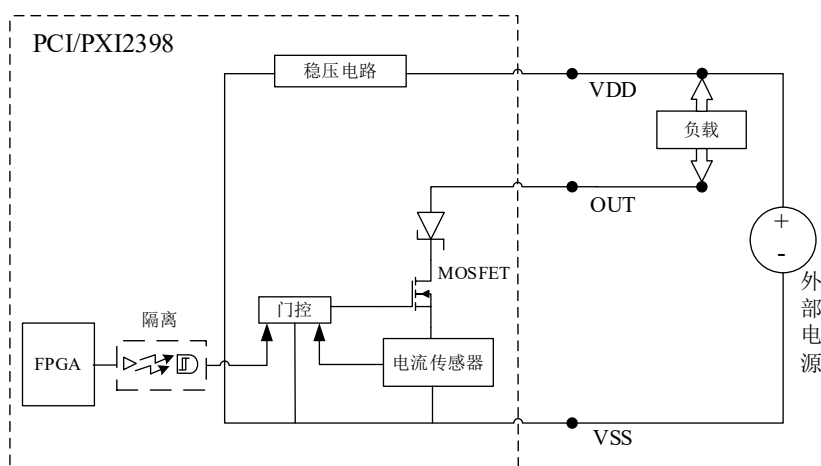 PCI/PXI2398
稳压电路
VDD
负载
OUT
+
-
MOSFET
外部电源
门控
隔离
FPGA
电流传感器
VSS